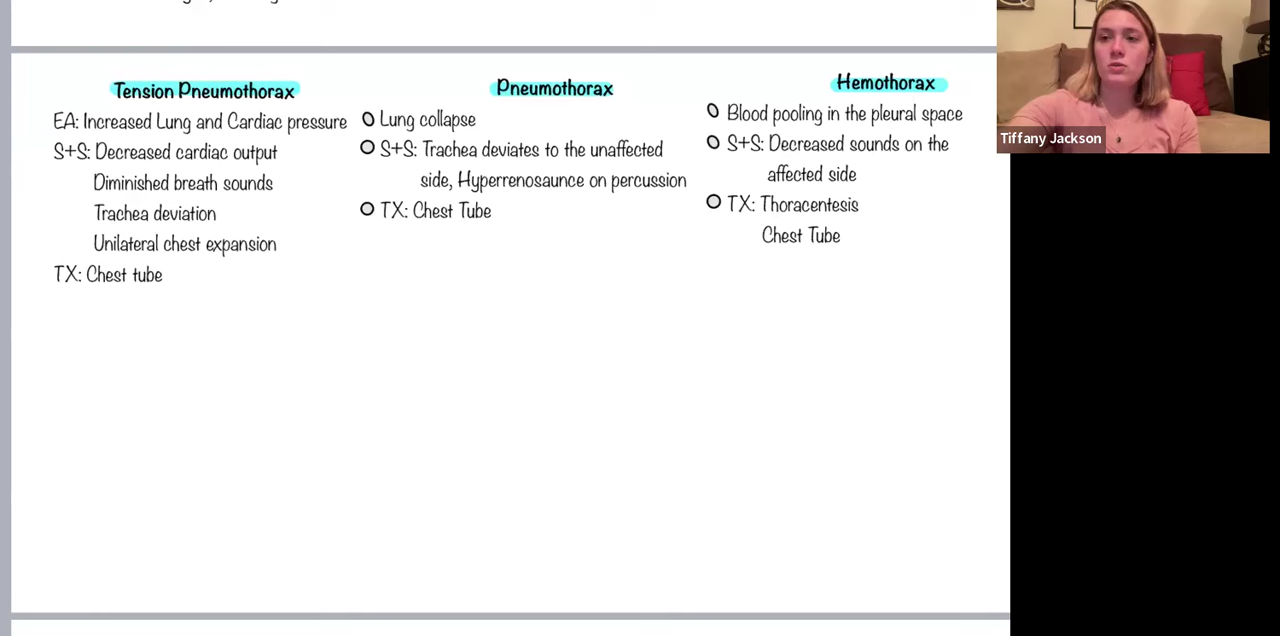 Tension Pneumothorax
EA: Increased Lung and Cardiac pressure
S+S: Decreased cardiac output
Diminished breath sounds
Trachea deviation
Unilateral chest expansion
TX: Chest tube
Pneumothorax
Lung collapse
S+S: Trachea deviates to the unaffected
side, Hyperrenosaunce on percussion
TX: Chest Tube
Hemothorax
Blood pooling in the pleural space
S+S: Decreased sounds on the
affected side
TX: Thoracentesis
Chest Tube
Tiffany Jackson